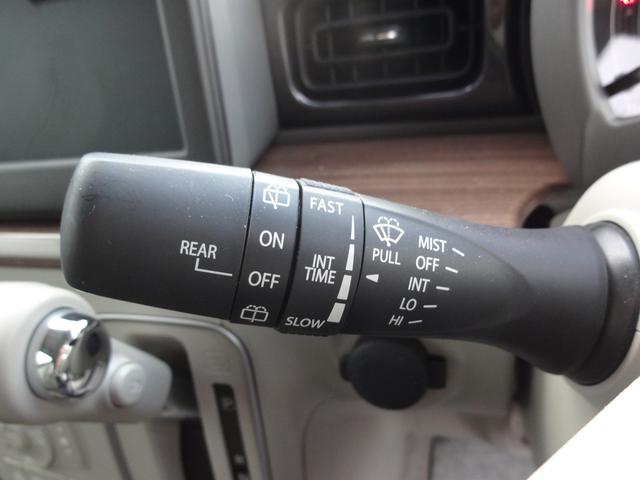 REAR
ON
OFF
FAST
INT
TIME
SLOW
PULL
MIST
OFF
INT
LO
HI